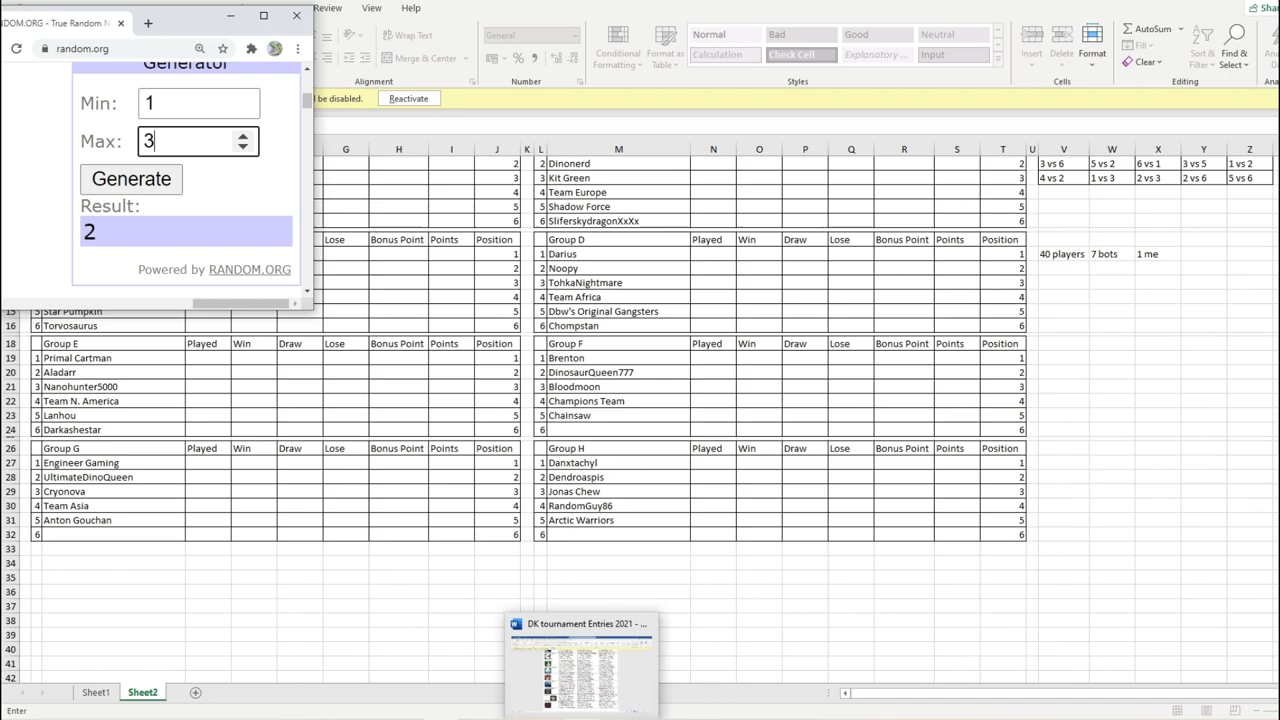 DOM.ORG - True Random N
random.org
Generator
Min: 1
Max: 3
Generate
Result:
2
Powered by RANDOM.ORG
Review View Help
Share
Wrap Text
General
Merge & Center
Conditional Formatting
Format as Table
Normal Bad Good Neutral
Calculation Check Cell Explanatory ... Input
Insert Delete Format
AutoSum
Fill
Clear
Sort & Filter
Find & Select
Alignment Number Styles Cells Editing
be disabled. Reactivate
G H I J K L M N O P Q R S T U V W X Y Z
2 2 Dinonerd 2 3 vs 6 5 vs 2 6 vs 1 3 vs 5 1 vs 2
3 3 Kit Green 3 4 vs 2 1 vs 3 2 vs 3 2 vs 6 5 vs 6
4 4 Team Europe 4
5 5 Shadow Force 5
6 6 SliferskydragonXxXx 6
Lose Bonus Point Points Position Group D Played Win Draw Lose Bonus Point Points Position
1 1 Darius 1 40 players 7 bots 1 me
2 2 Noopy 2
3 3 TohkaNightmare 3
4 4 Team Africa 4
15 5 Star Pumpkin 5 5 Dbw's Original Gangsters 5
16 6 Torvosaurus 6 6 Chompstan 6
18 Group E Played Win Draw Lose Bonus Point Points Position Group F Played Win Draw Lose Bonus Point Points Position
19 1 Primal Cartman 1 1 Brenton 1
20 2 Aladarr 2 2 DinosaurQueen777 2
21 3 Nanohunter5000 3 3 Bloodmoon 3
22 4 Team N. America 4 4 Champions Team 4
23 5 Lanhou 5 5 Chainsaw 5
24 6 Darkashestar 6 6 6
26 Group G Played Win Draw Lose Bonus Point Points Position Group H Played Win Draw Lose Bonus Point Points Position
27 1 Engineer Gaming 1 1 Danxtachyl 1
28 2 UltimateDinoQueen 2 2 Dendroaspis 2
29 3 Cryonova 3 3 Jonas Chew 3
30 4 Team Asia 4 4 RandomGuy86 4
31 5 Anton Gouchan 5 5 Arctic Warriors 5
32 6 6 6 6
33
34
35
36
37
38
39
40
41
42
DK tournament Entries 2021 - ...
Sheet1 Sheet2
Enter